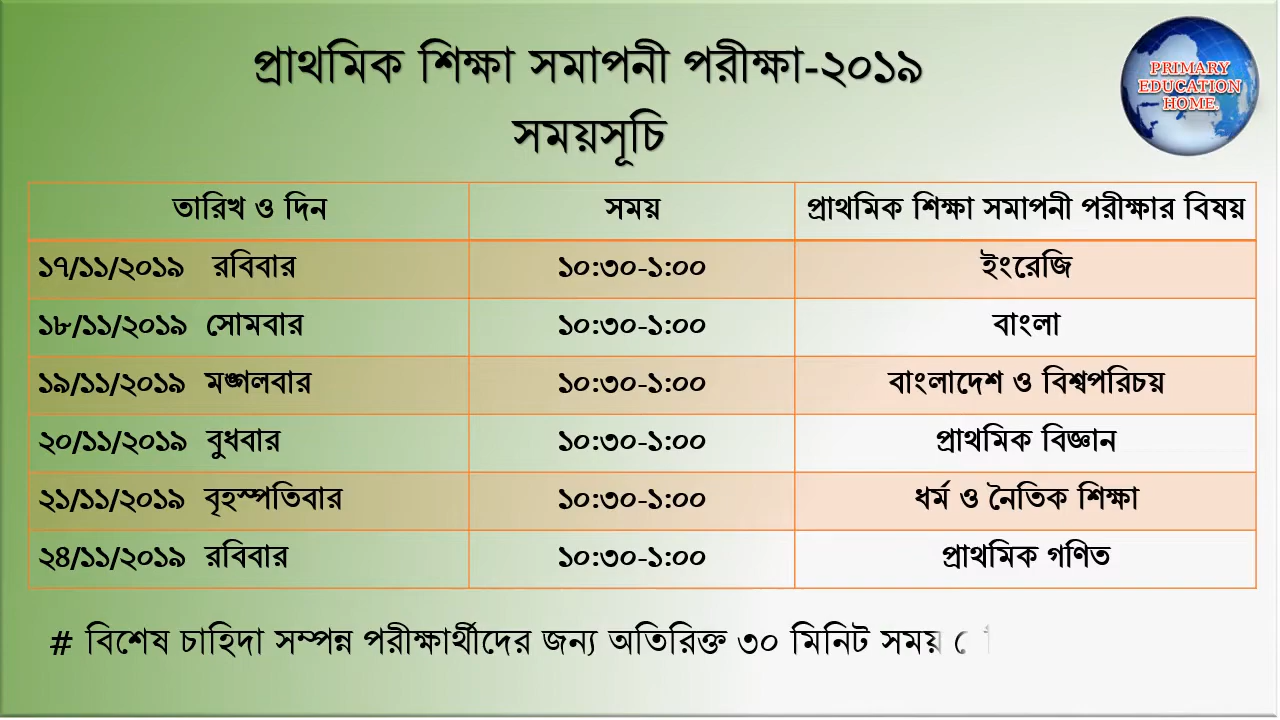 প্রাথমিক শিক্ষা সমাপনী পরীক্ষা-২০১৯
সময়সূচি
PRIMARY
EDUCATION
HOME.
তারিখ ও দিন সময় প্রাথমিক শিক্ষা সমাপনী পরীক্ষার বিষয়
১৭/১১/২০১৯ রবিবার ১০:৩০-১:০০ ইংরেজি
১৮/১১/২০১৯ সোমবার ১০:৩০-১:০০ বাংলা
১৯/১১/২০১৯ মঙ্গলবার ১০:৩০-১:০০ বাংলাদেশ ও বিশ্বপরিচয়
২০/১১/২০১৯ বুধবার ১০:৩০-১:০০ প্রাথমিক বিজ্ঞান
২১/১১/২০১৯ বৃহস্পতিবার ১০:৩০-১:০০ ধর্ম ও নৈতিক শিক্ষা
২৪/১১/২০১৯ রবিবার ১০:৩০-১:০০ প্রাথমিক গণিত
# বিশেষ চাহিদা সম্পন্ন পরীক্ষার্থীদের জন্য অতিরিক্ত ৩০ মিনিট সময়